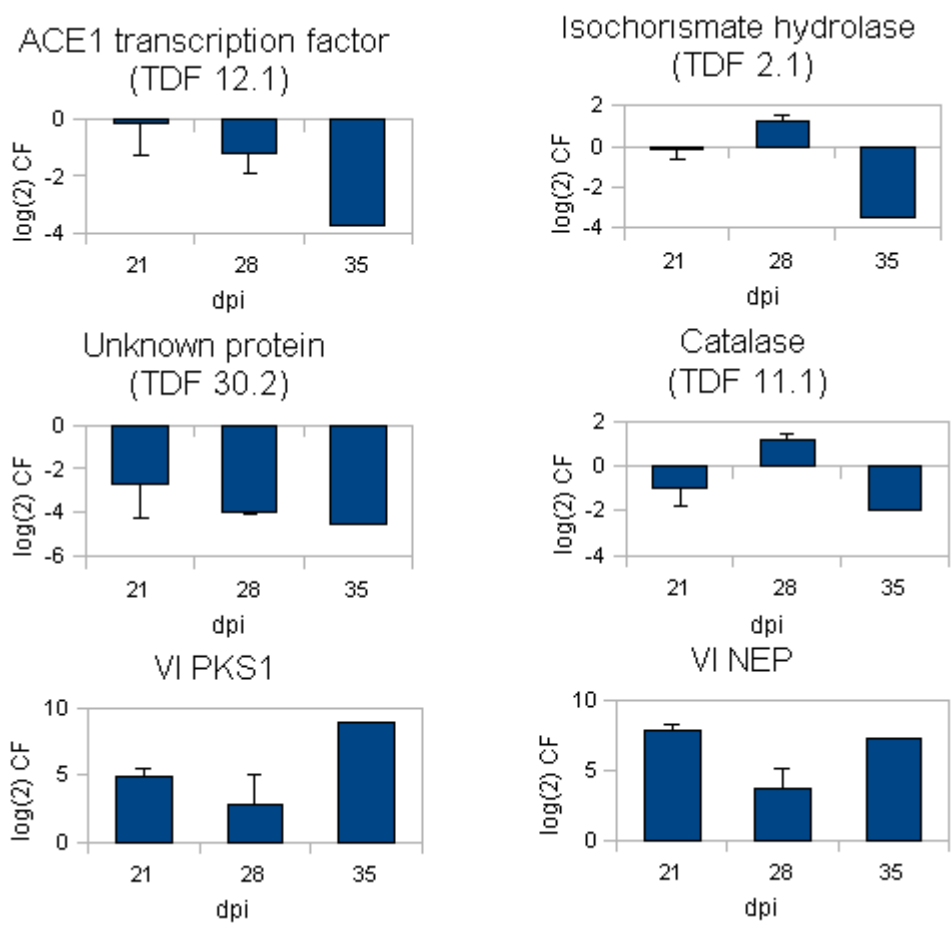 ACE1 transcription factor
(TDF 12.1)
0
-2
-4
log(2) CF
21 28 35
dpi
Isochorismate hydrolase
(TDF 2.1)
2
0
-2
-4
log(2) CF
21 28 35
dpi
Unknown protein
(TDF 30.2)
0
-2
-4
-6
log(2) CF
21 28 35
dpi
Catalase
(TDF 11.1)
2
0
-2
-4
log(2) CF
21 28 35
dpi
VI PKS1
10
5
0
log(2) CF
21 28 35
dpi
VI NEP
10
5
0
log(2) CF
21 28 35
dpi